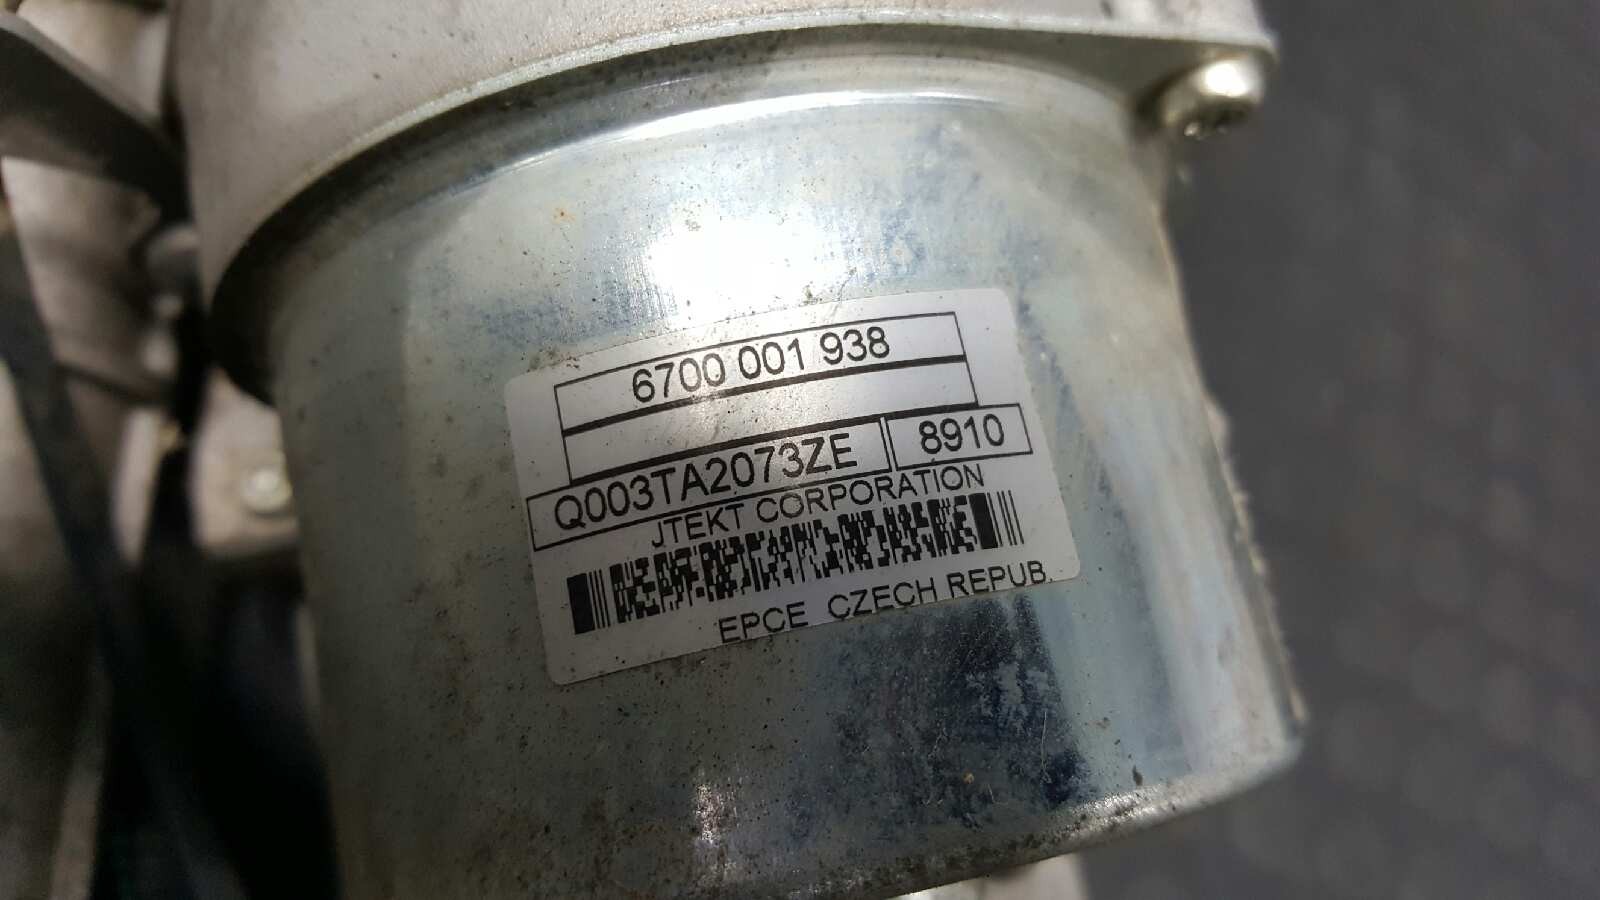 6700 001 938
Q003TA2073ZE 8910
JTEKT CORPORATION
EPCE CZECH REPUB.